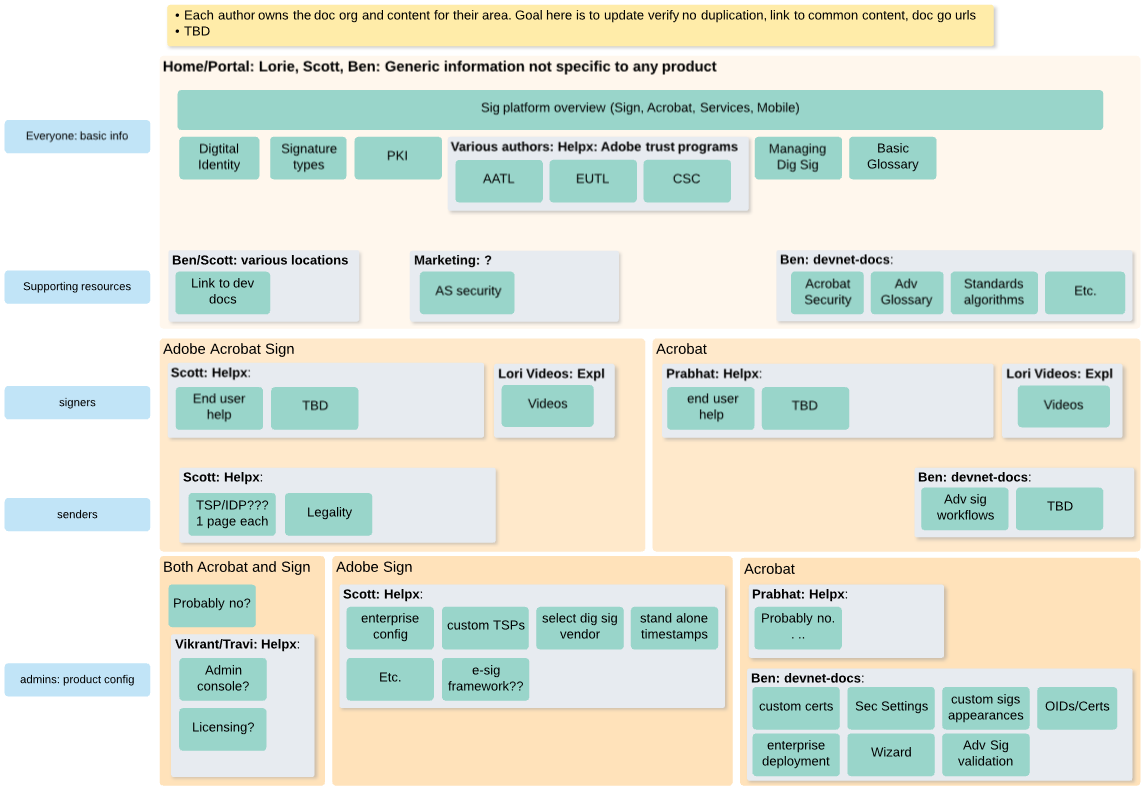 • Each author owns the doc org and content for their area. Goal here is to update verify no duplication, link to common content, doc go urls
• TBD
Home/Portal: Lorie, Scott, Ben: Generic information not specific to any product
Everyone: basic info
Sig platform overview (Sign, Acrobat, Services, Mobile)
Digtital
Identity
Signature
types
PKI
Various authors: Helpx: Adobe trust programs
AATL
EUTL
CSC
Managing
Dig Sig
Basic
Glossary
Supporting resources
Ben/Scott: various locations
Link to dev
docs
Marketing: ?
AS security
Ben: devnet-docs:
Acrobat
Security
Adv
Glossary
Standards
algorithms
Etc.
Adobe Acrobat Sign
signers
Scott: Helpx:
End user
help
TBD
Lori Videos: Expl
Videos
Acrobat
Prabhat: Helpx:
end user
help
TBD
Lori Videos: Expl
Videos
senders
Scott: Helpx:
TSP/IDP???
1 page each
Legality
Ben: devnet-docs:
Adv sig
workflows
TBD
admins: product config
Both Acrobat and Sign
Probably no?
Vikrant/Travi: Helpx:
Admin
console?
Licensing?
Adobe Sign
Scott: Helpx:
enterprise
config
custom TSPs
select dig sig
vendor
stand alone
timestamps
Etc.
e-sig
framework??
Acrobat
Prabhat: Helpx:
Probably no.
. ..
Ben: devnet-docs:
custom certs
Sec Settings
custom sigs
appearances
OIDs/Certs
enterprise
deployment
Wizard
Adv Sig
validation